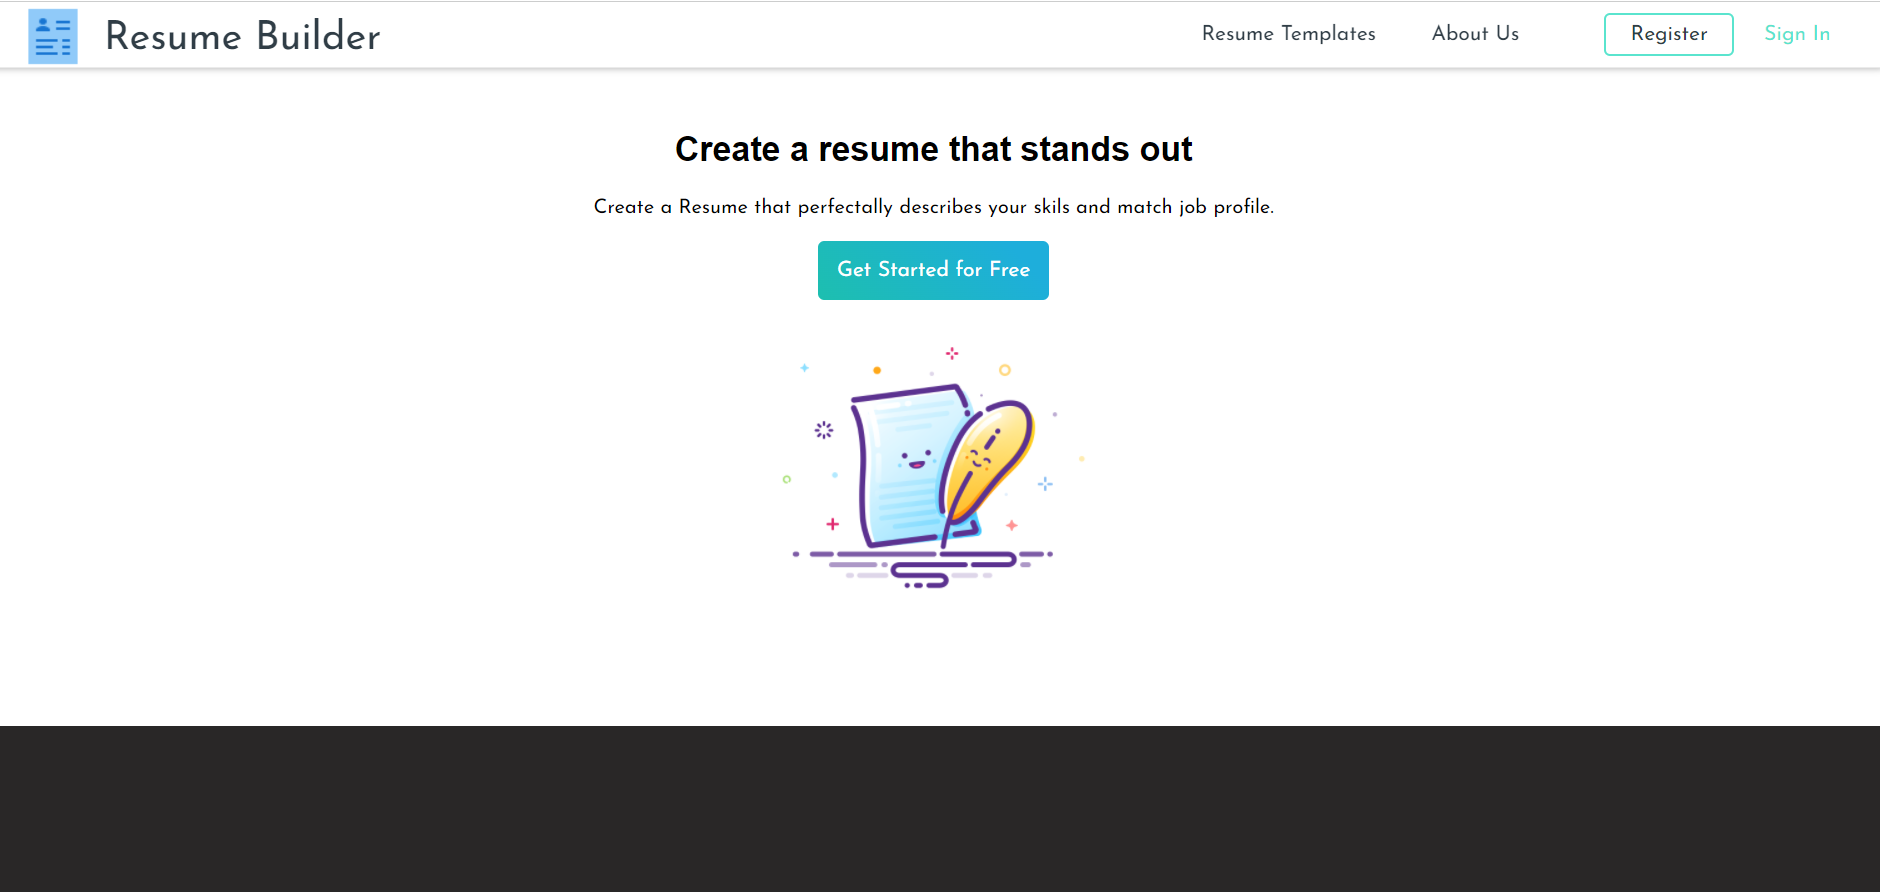 Resume Builder
Resume Templates
About Us
Register
Sign In
Create a resume that stands out
Create a Resume that perfectally describes your skils and match job profile.
Get Started for Free